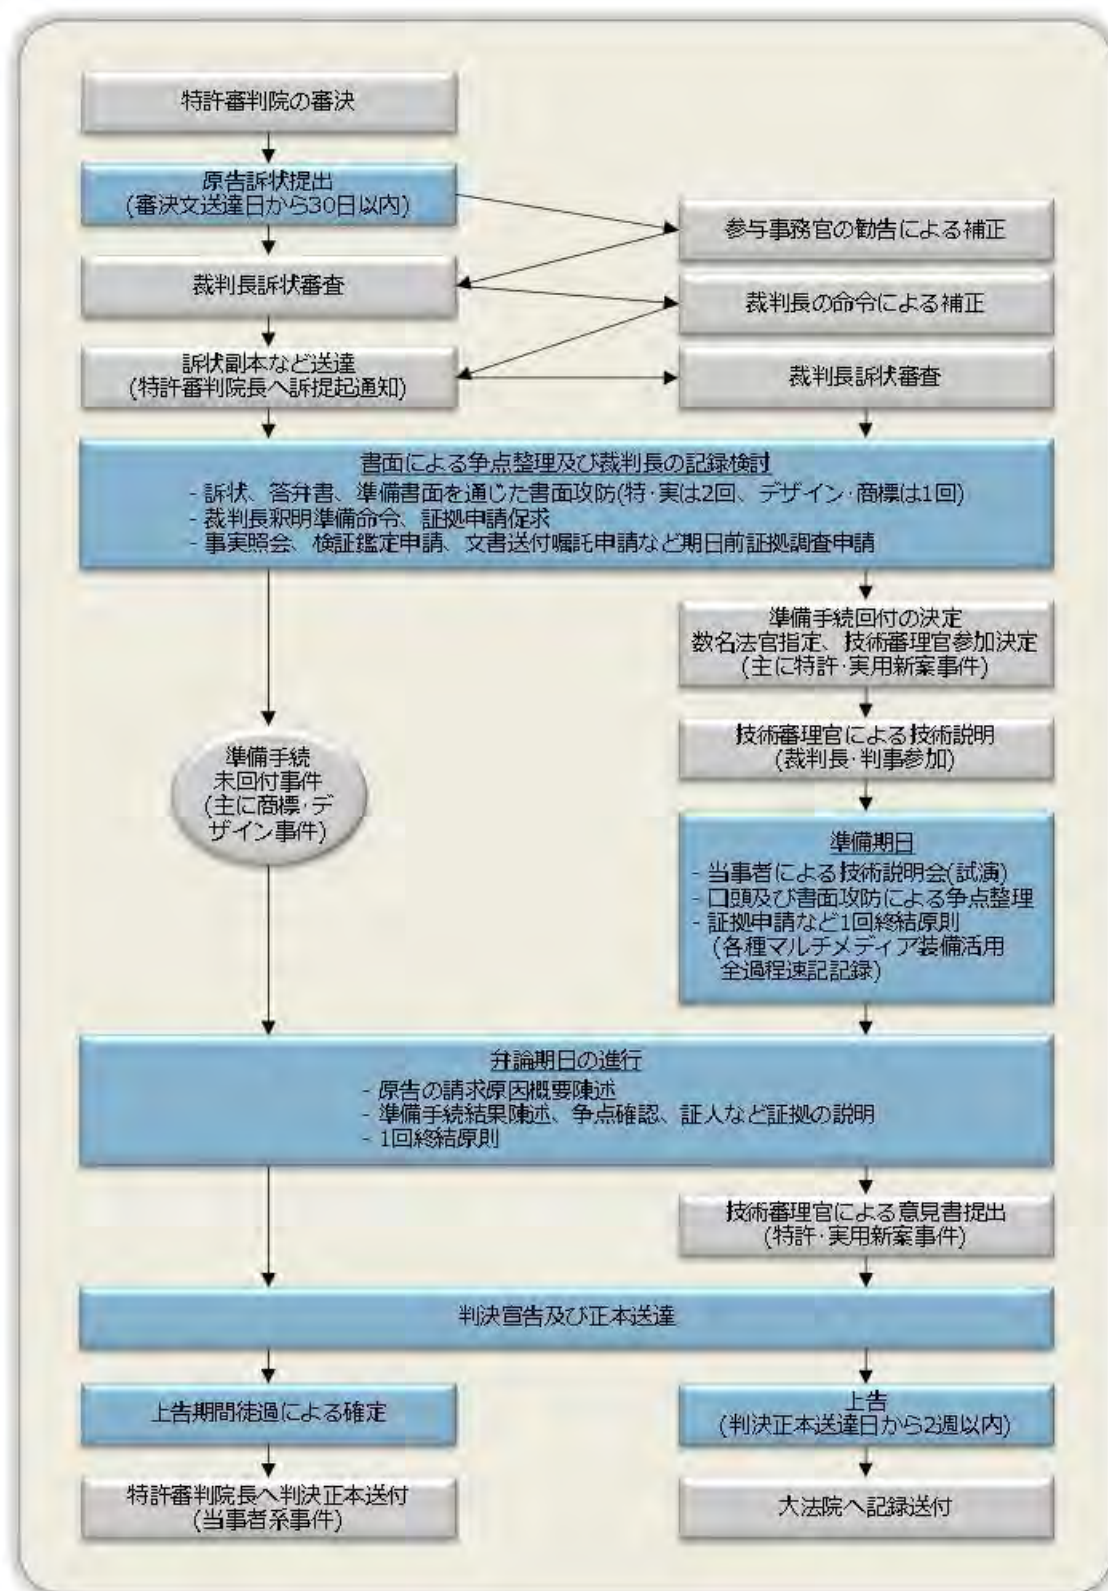 特許審判院の審決
原告訴状提出
(審決文送達日から30日以内)
参与事務官の勧告による補正
裁判長訴状審査
裁判長の命令による補正
訴状副本など送達
(特許審判院長へ訴提起通知)
裁判長訴状審査
書面による争点整理及び裁判長の記録検討
- 訴状、答弁書、準備書面を通じた書面攻防(特・実は2回、デザイン・商標は1回)
- 裁判長釈明準備命令、証拠申請促求
- 事実照会、検証鑑定申請、文書送付嘱託申請など期日前証拠調査申請
準備手続回付の決定
数名法官指定、技術審理官参加決定
(主に特許・実用新案事件)
技術審理官による技術説明
(裁判長・判事参加)
準備手続
未回付事件
(主に商標・デ
ザイン事件)
準備期日
- 当事者による技術説明会(試演)
- 口頭及び書面攻防による争点整理
- 証拠申請など1回終結原則
(各種マルチメディア装備活用
全過程速記記録)
弁論期日の進行
- 原告の請求原因概要陳述
- 準備手続結果陳述、争点確認、証人など証拠の説明
- 1回終結原則
技術審理官による意見書提出
(特許・実用新案事件)
判決宣告及び正本送達
上告期間徒過による確定
上告
(判決正本送達日から2週以内)
特許審判院長へ判決正本送付
(当事者系事件)
大法院へ記録送付